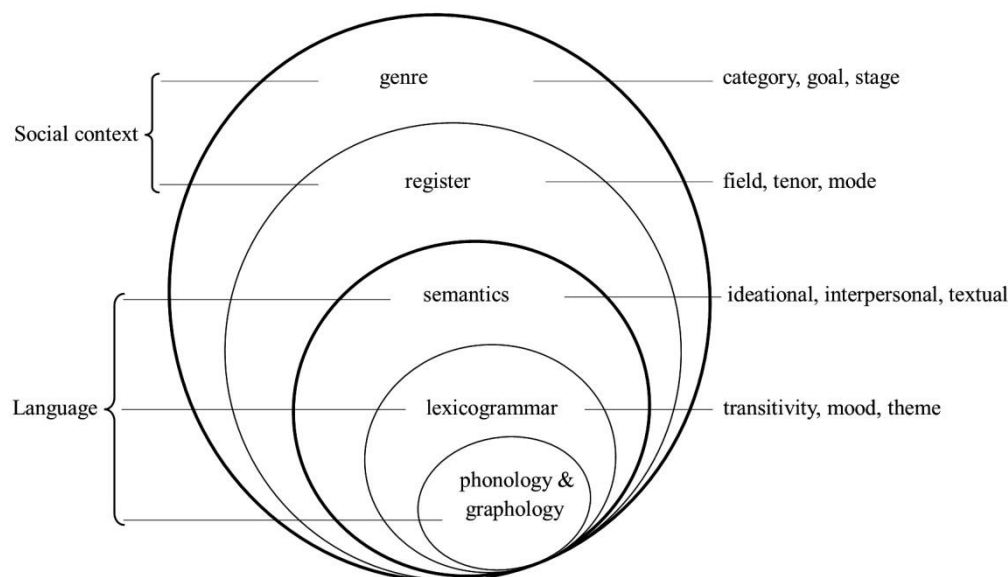 genre
category, goal, stage
Social context
register
field, tenor, mode
semantics
ideational, interpersonal, textual
Language
lexicogrammar
transitivity, mood, theme
phonology &
graphology